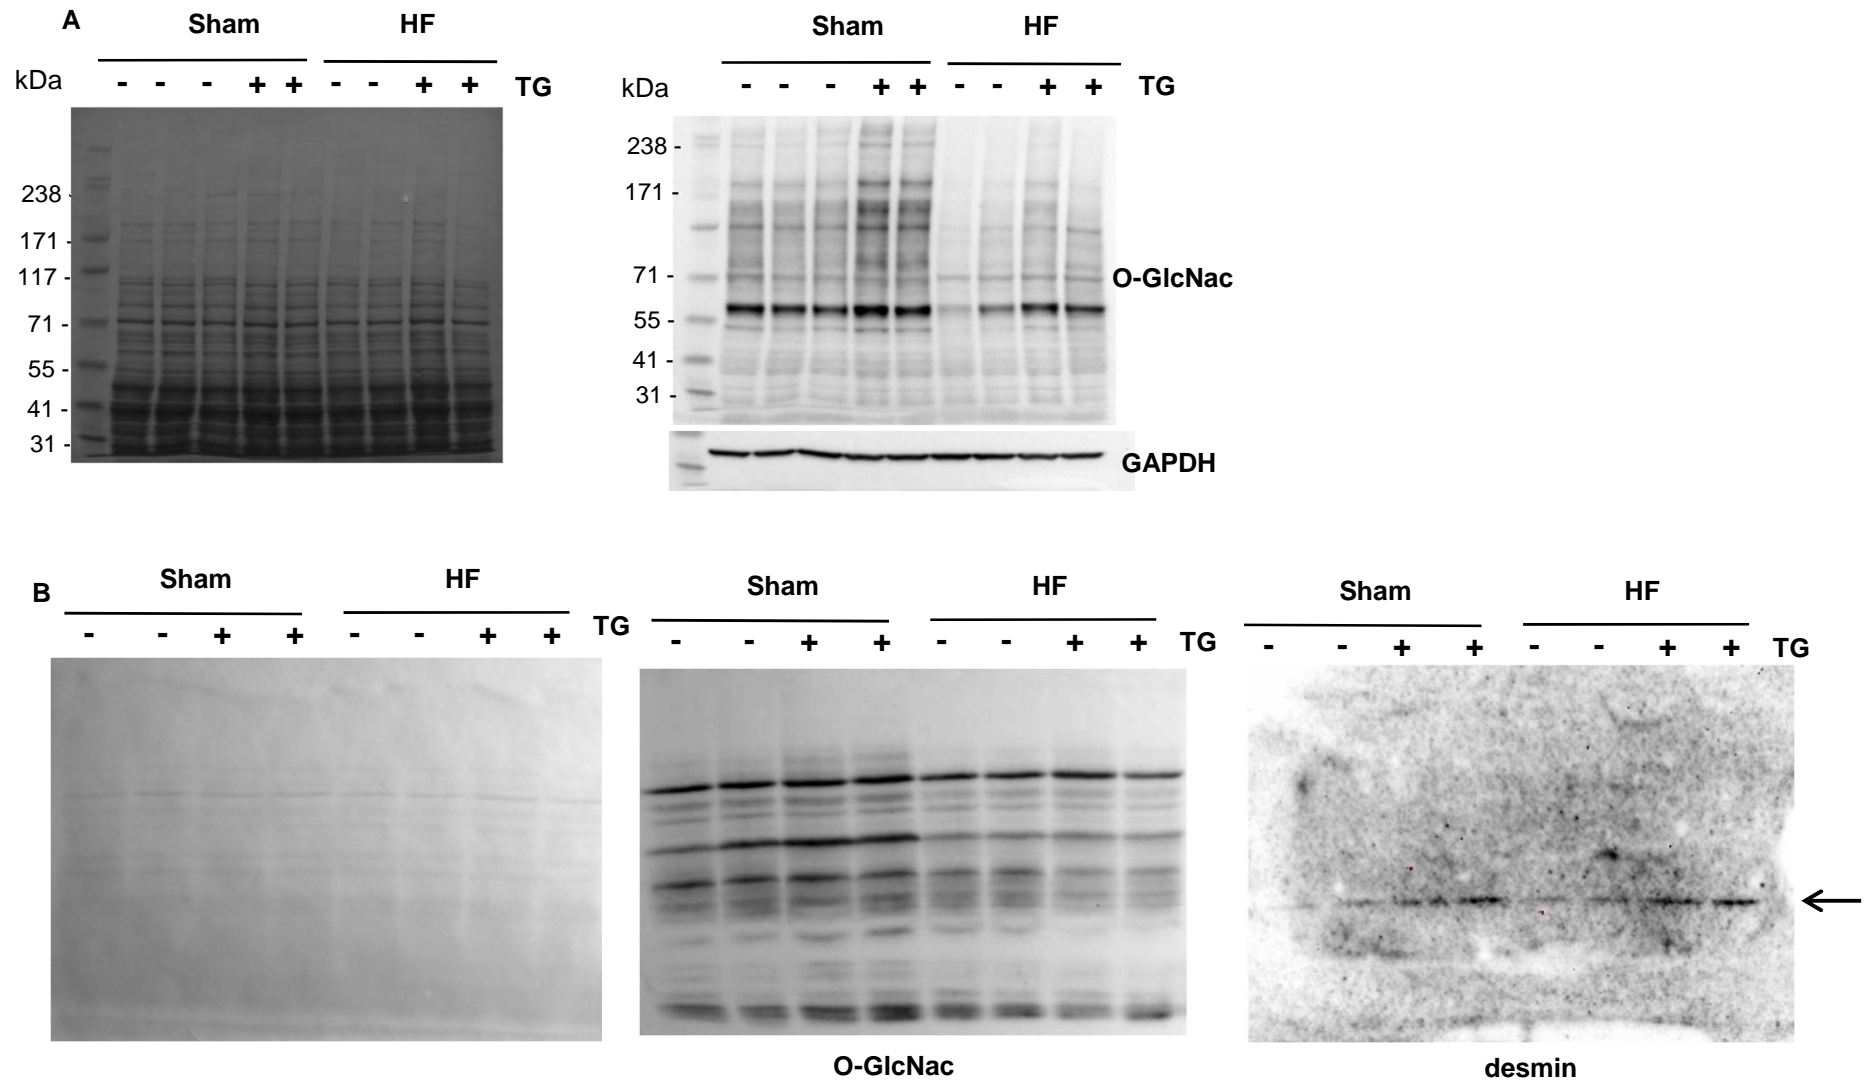 A
Sham HF
kDa - - - + + - - + + TG
238 -
171 -
117 -
71 -
55 -
41 -
31 -
Sham HF
kDa - - - + + - - + + TG
238 -
171 -
71 -
55 -
41 -
31 -
O-GlcNac
GAPDH
B
Sham HF
- - + + - - + + TG
Sham HF
- - + + - - + + TG
O-GlcNac
Sham HF
- - + + - - + + TG
desmin